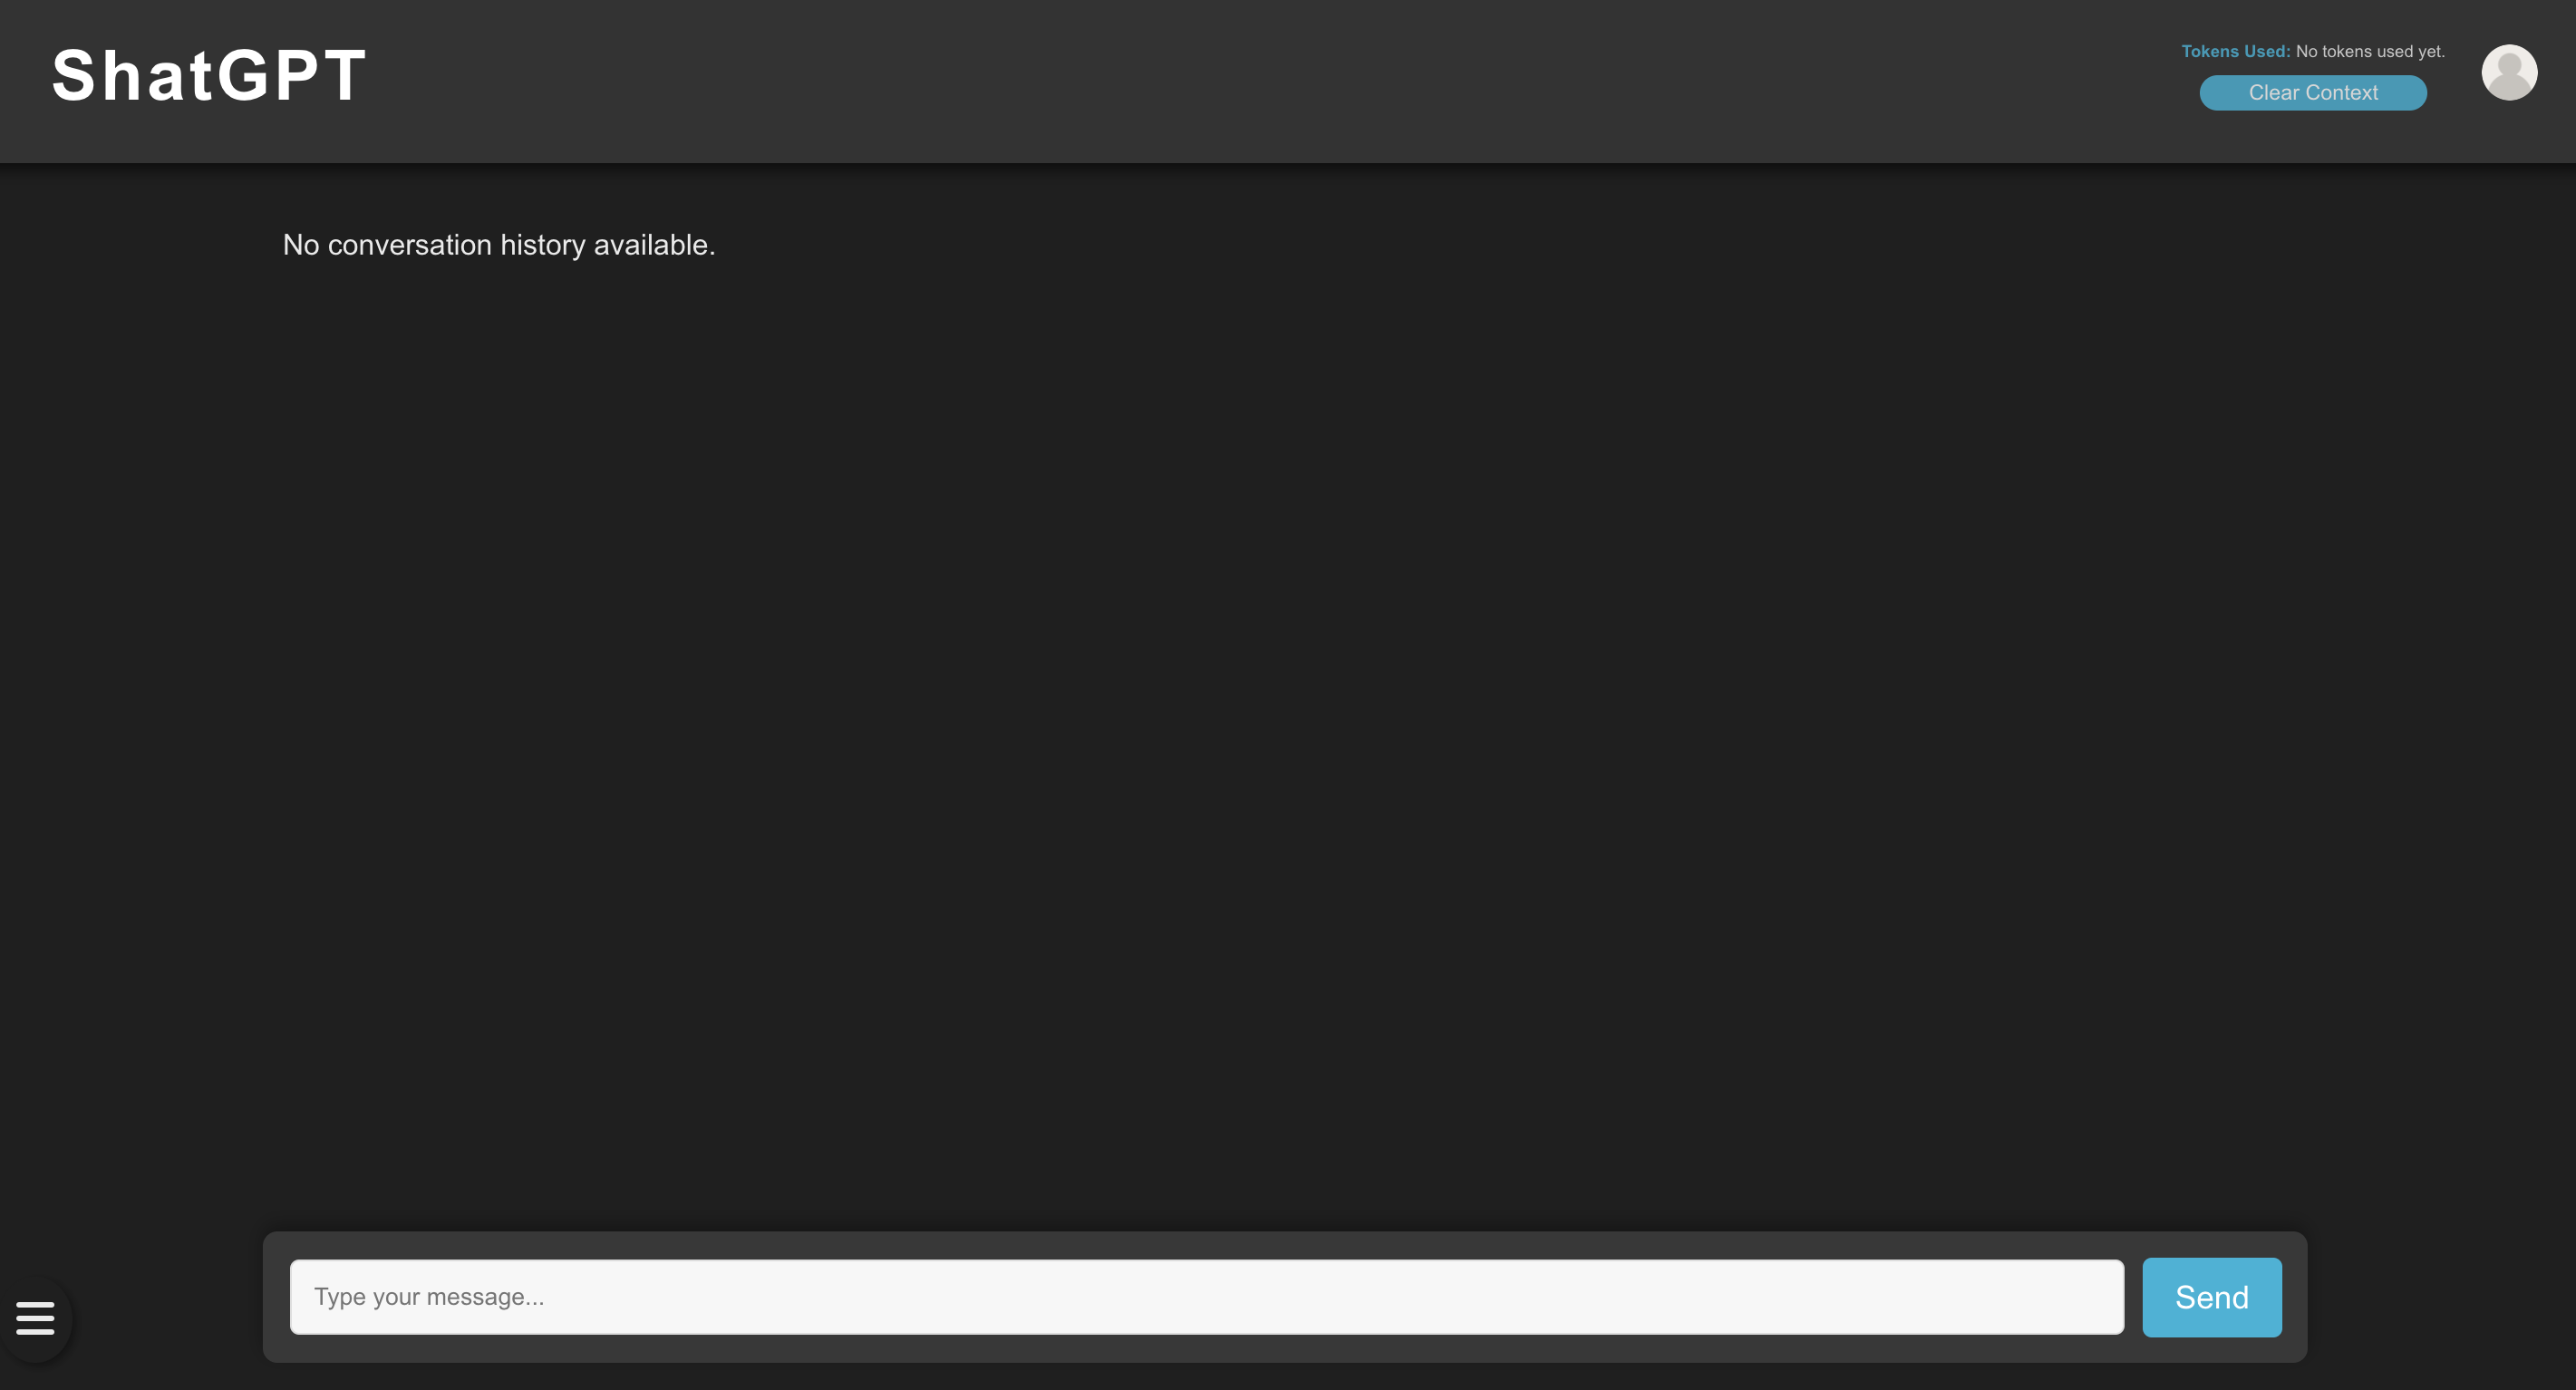 ShatGPT
Tokens Used: No tokens used yet.
Clear Context
No conversation history available.
Type your message...
Send